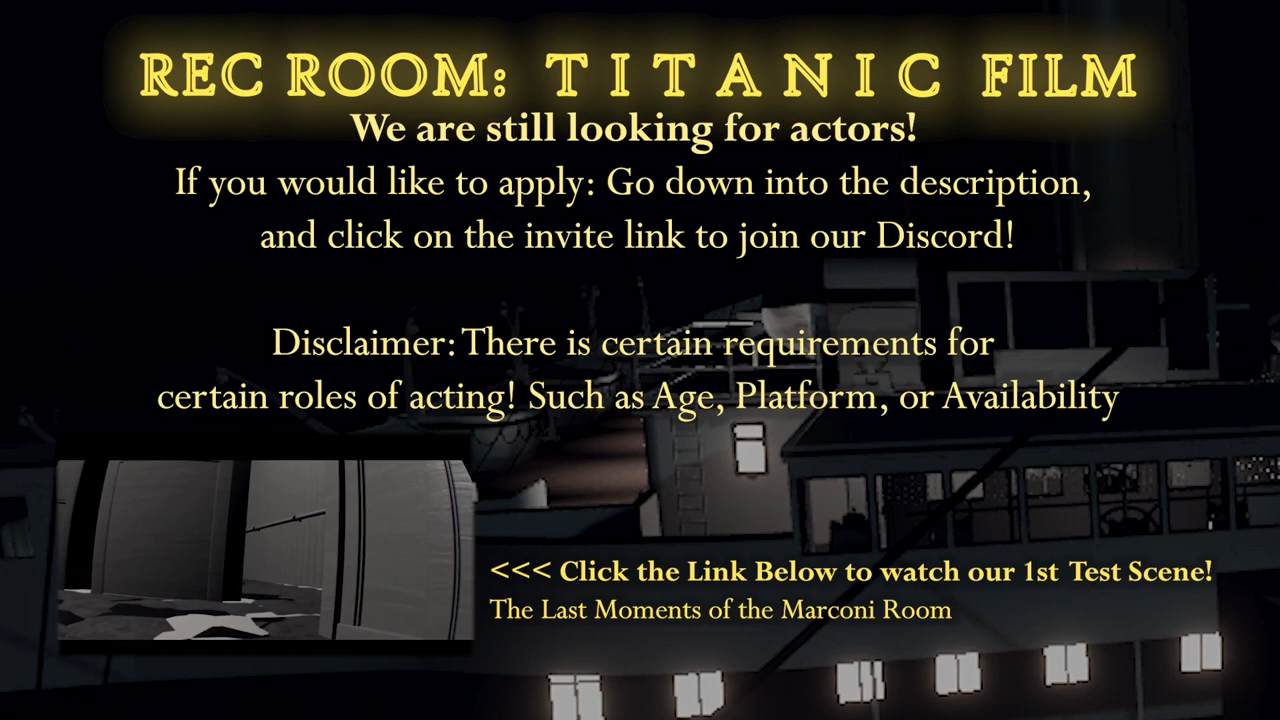 REC ROOM: TITANIC FILM
We are still looking for actors!
If you would like to apply: Go down into the description,
and click on the invite link to join our Discord!
Disclaimer: There is certain requirements for
certain roles of acting! Such as Age, Platform, or Availability
<<< Click the Link Below to watch our 1st Test Scene!
The Last Moments of the Marconi Room